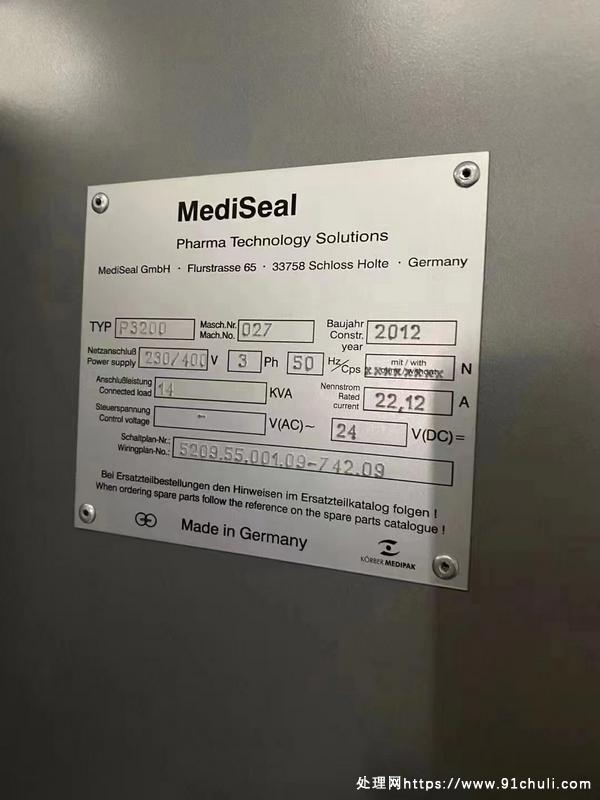 MediSeal
Pharma Technology Solutions
MediSeal GmbH · Flurstrasse 65 · 33758 Schloss Holte · Germany
TYP P3200 Masch.Nr. Mach.No. 027 Baujahr Constr. year 2012
Netzanschluß Power supply 230/400 V 3 Ph 50 Hz/Cps mit / with xxxxxxxx N
Anschlußleistung Connected load 14 KVA Nennstrom Rated current 22,12 A
Steuerspannung Control voltage - V(AC)~ 24 V(DC)=
Schaltplan-Nr.: Wiringplan-No.: 5209.55.001.09-742.09
Bei Ersatzteilbestellungen den Hinweisen im Ersatzteilkatalog folgen !
When ordering spare parts follow the reference on the spare parts catalogue !
Made in Germany
KÖRBER MEDIPAK
处理网https://www.91chuli.com/